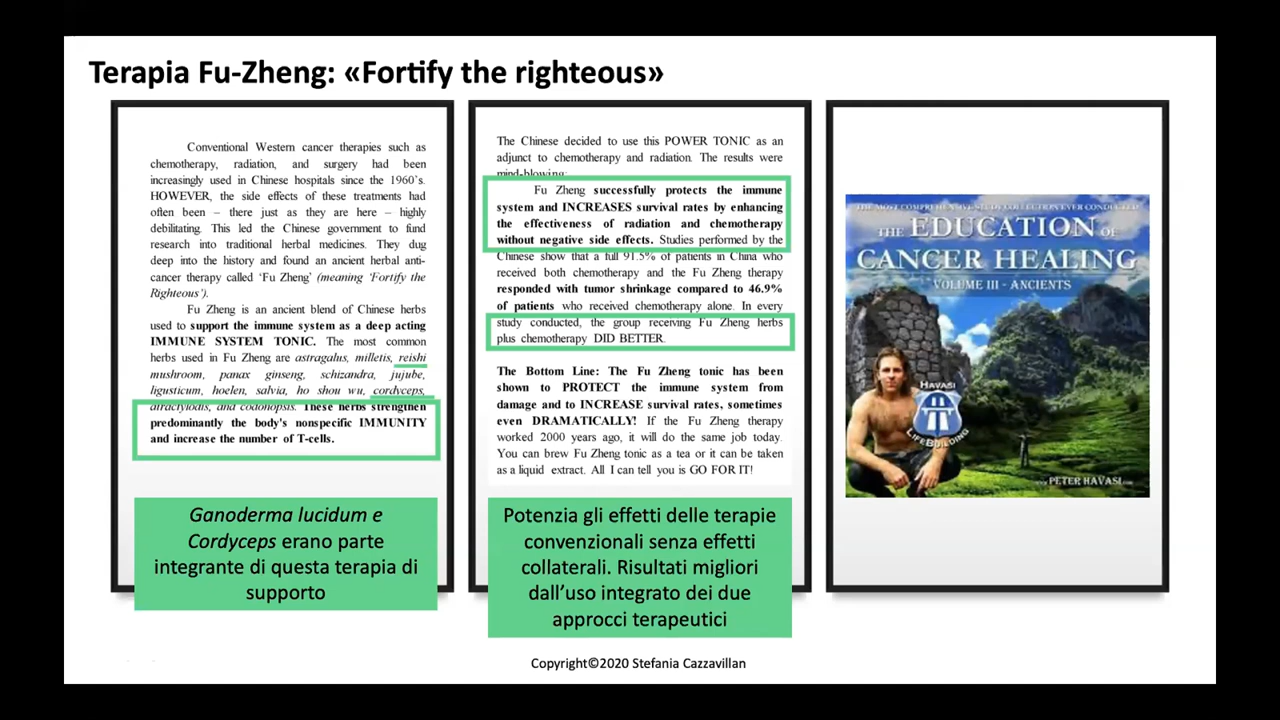 Terapia Fu-Zheng: «Fortify the righteous»
Conventional Western cancer therapies such as
chemotherapy, radiation, and surgery had been
increasingly used in Chinese hospitals since the 1960`s.
HOWEVER, the side effects of these treatments had
often been – there just as they are here – highly
debilitating. This led the Chinese government to fund
research into traditional herbal medicines. They dug
deep into the history and found an ancient herbal anti-
cancer therapy called ‘Fu Zheng’ (meaning ‘Fortify the
Righteous’).
Fu Zheng is an ancient blend of Chinese herbs
used to support the immune system as a deep acting
IMMUNE SYSTEM TONIC. The most common
herbs used in Fu Zheng are astragalus, milletis, reishi
mushroom, panax ginseng, schizandra, jujube,
ligusticum, hoelen, salvia, ho shou wu, cordyceps,
atractylodis, and codonopsis. These herbs strengthen
predominantly the body's nonspecific IMMUNITY
and increase the number of T-cells.
Ganoderma lucidum e
Cordyceps erano parte
integrante di questa terapia di
supporto
The Chinese decided to use this POWER TONIC as an
adjunct to chemotherapy and radiation. The results were
mind-blowing:
Fu Zheng successfully protects the immune
system and INCREASES survival rates by enhancing
the effectiveness of radiation and chemotherapy
without negative side effects. Studies performed by the
Chinese show that a full 91.5% of patients in China who
received both chemotherapy and the Fu Zheng therapy
responded with tumor shrinkage compared to 46.9%
of patients who received chemotherapy alone. In every
study conducted, the group receiving Fu Zheng herbs
plus chemotherapy DID BETTER.
The Bottom Line: The Fu Zheng tonic has been
shown to PROTECT the immune system from
damage and to INCREASE survival rates, sometimes
even DRAMATICALLY! If the Fu Zheng therapy
worked 2000 years ago, it will do the same job today.
You can brew Fu Zheng tonic as a tea or it can be taken
as a liquid extract. All I can tell you is GO FOR IT!
Potenzia gli effetti delle terapie
convenzionali senza effetti
collaterali. Risultati migliori
dall’uso integrato dei due
approcci terapeutici
THE MOST COMPREHENSIVE STUDY COLLECTION EVER CONDUCTED
THE EDUCATION OF
CANCER HEALING
VOLUME III - ANCIENTS
HAVASI
LIFEBUILDING
www.PETER HAVASI.com
Copyright©2020 Stefania Cazzavillan